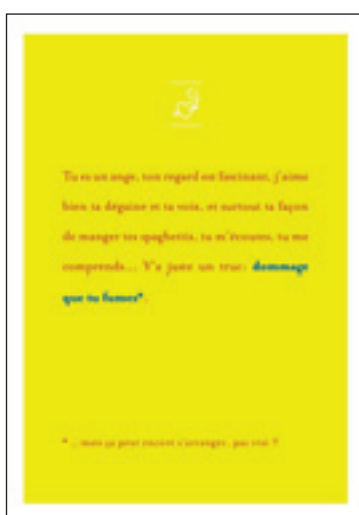 Tu es un ange, ton regard est fascinant, j'aime
bien ta dégaine et ta voix, et surtout ta façon
de manger tes spaghettis, tu m'écoutes, tu me
comprends... Y'a juste un truc: dommage
que tu fumes*.
* .. mais ça peut encore s'arranger, pas vrai ?